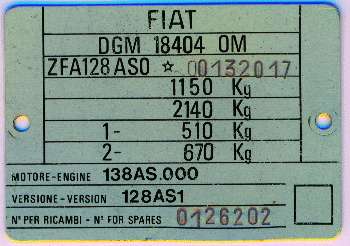 FIAT
DGM 18404 OM
ZFA128AS0 ☆ 00132017
1150 Kg
2140 Kg
1- 510 Kg
2- 670 Kg
MOTORE-ENGINE 138AS.000
VERSIONE-VERSION 128AS1
N° PER RICAMBI - N° FOR SPARES 0126202